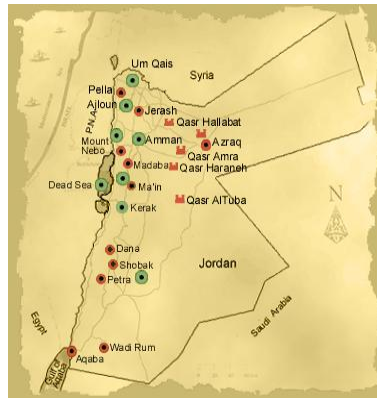 Um Qais
Syria
Pella
Ajloun
Jerash
Qasr Hallabat
P.N.A.
Mount
Nebo
Amman
Azraq
Qasr Amra
Madaba
Qasr Haraneh
Dead Sea
Ma'in
Kerak
Qasr AlTuba
N
Dana
Shobak
Jordan
Petra
Egypt
Saudi Arabia
Wadi Rum
Aqaba
Gulf of
Aqaba